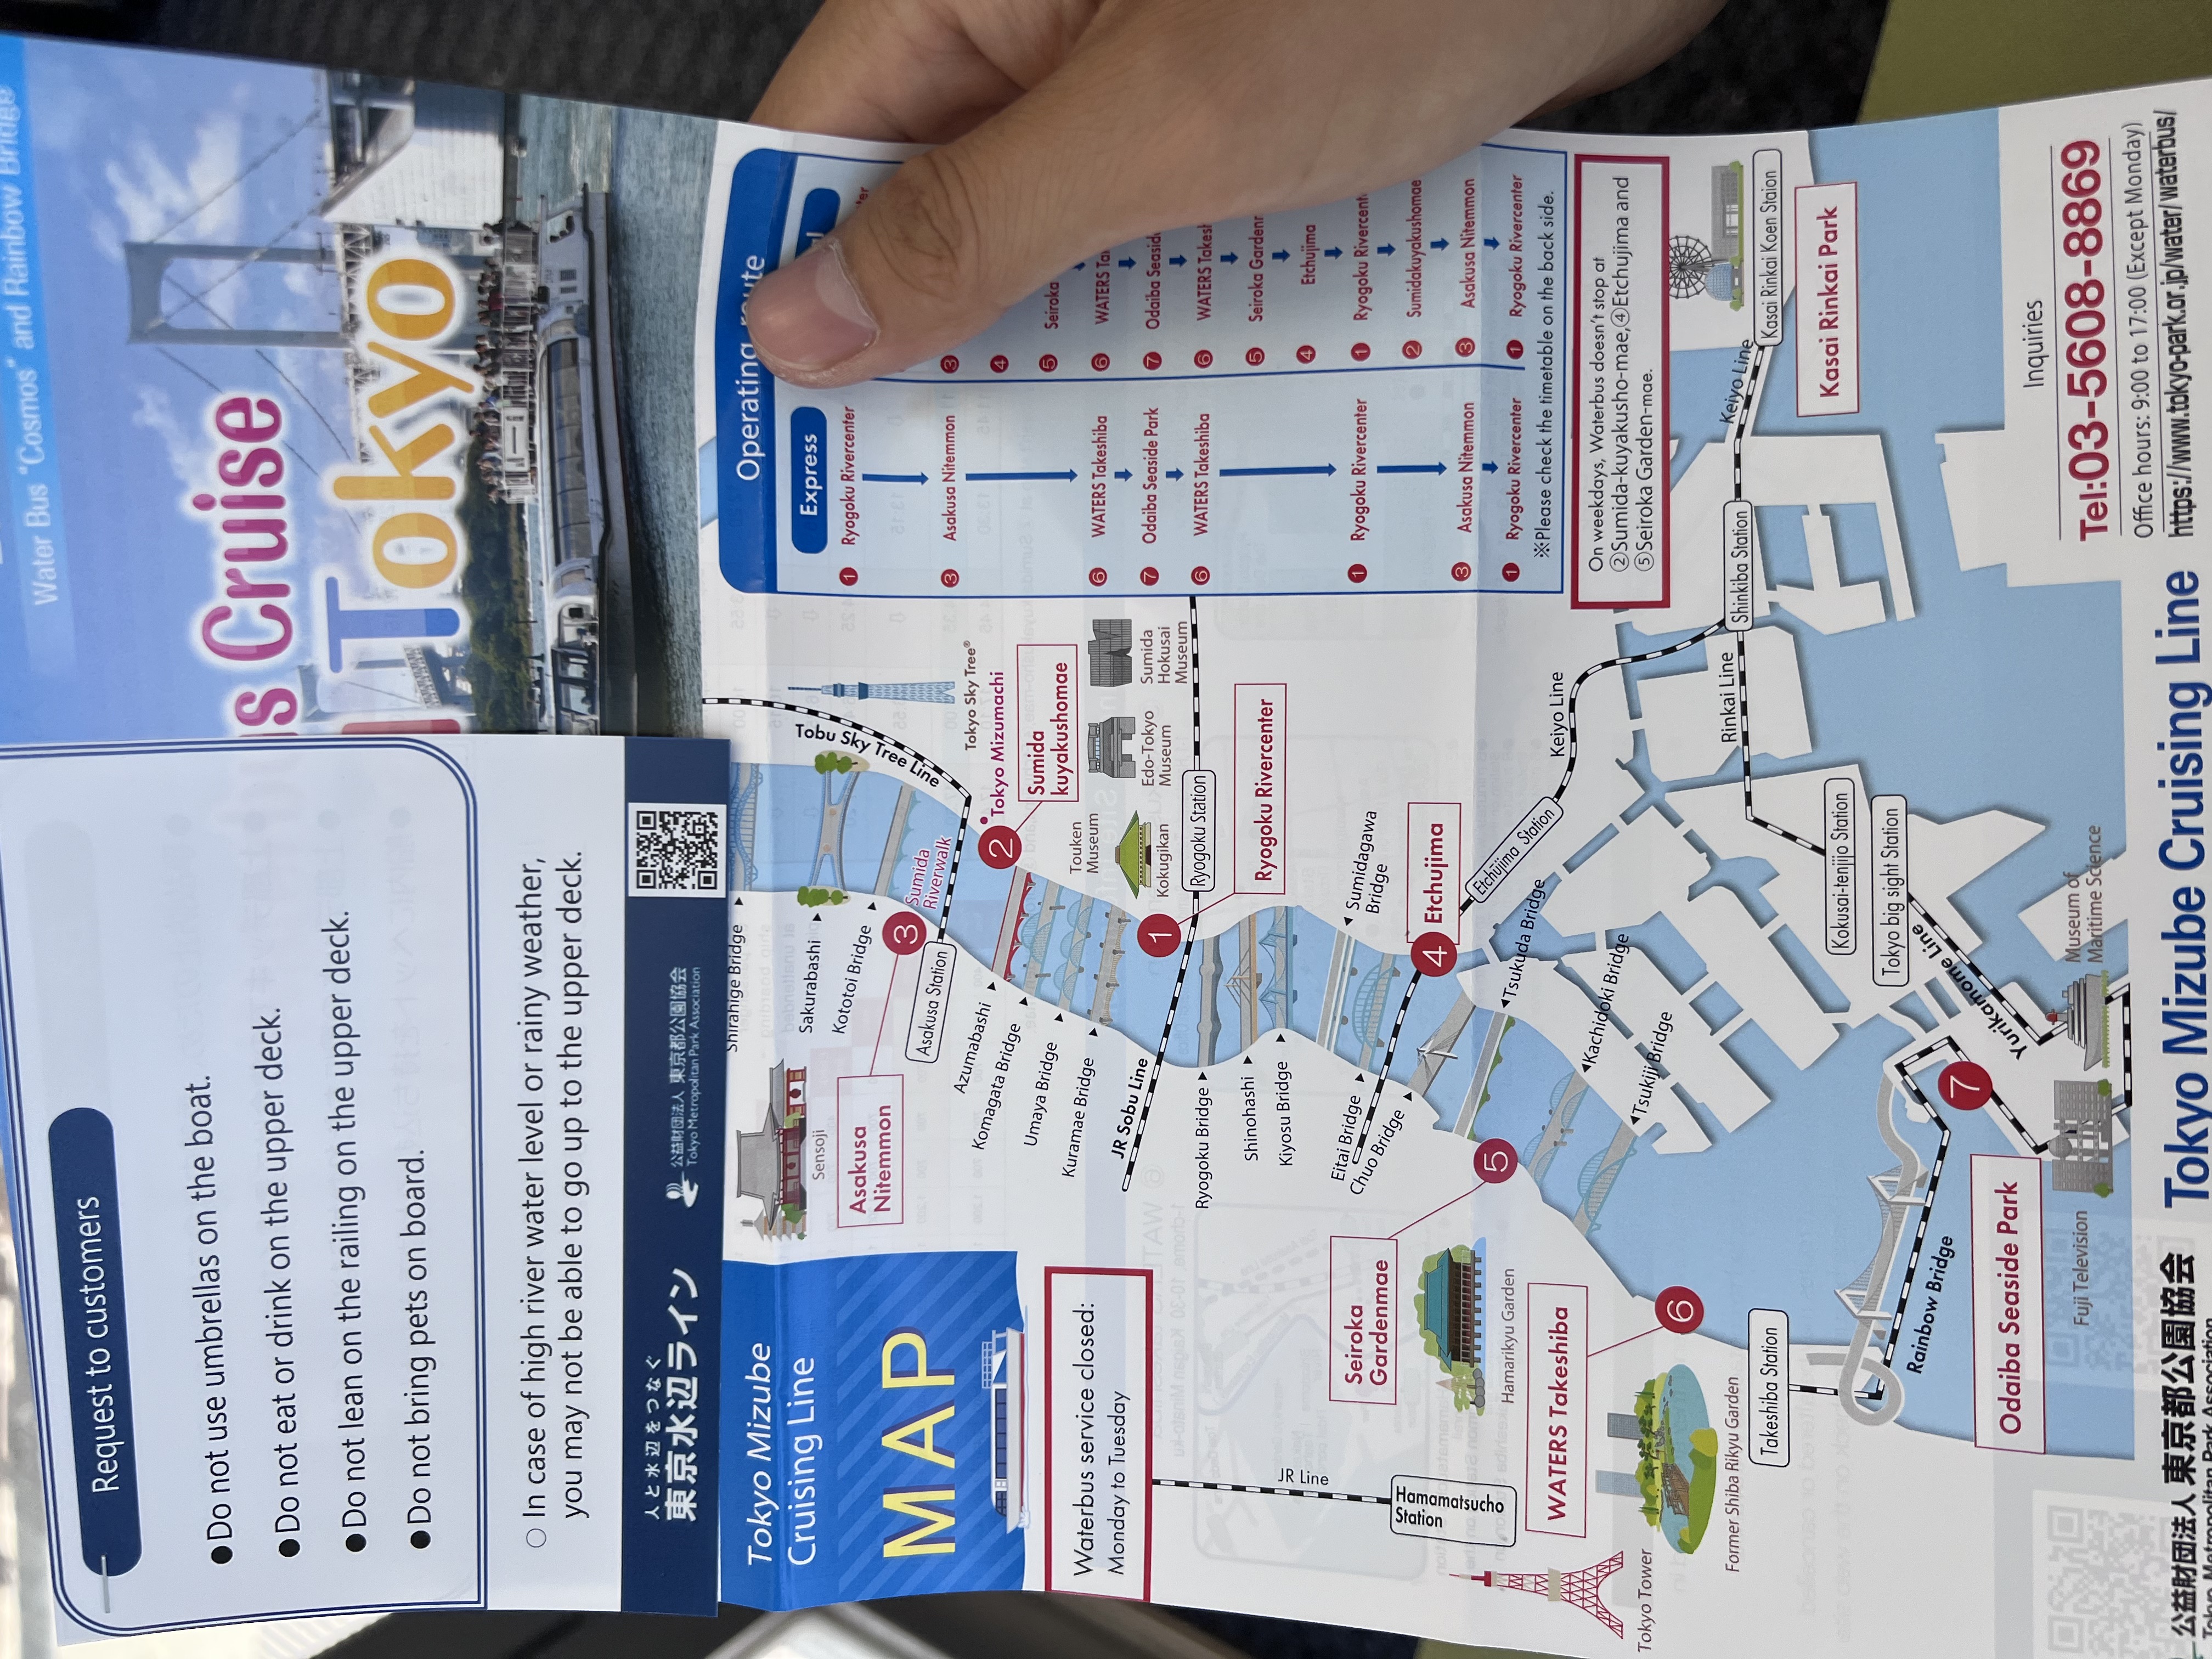 Request to customers
●Do not use umbrellas on the boat.
●Do not eat or drink on the upper deck.
●Do not lean on the railing on the upper deck.
●Do not bring pets on board.
○ In case of high river water level or rainy weather,
you may not be able to go up to the upper deck.
人と水辺をつなぐ
東京水辺ライン
公益財団法人 東京都公園協会
Tokyo Metropolitan Park Association
Water Bus "Cosmos" and Rainbow Bridge
s Cruise
Tokyo
Tokyo Mizube
Cruising Line
MAP
Waterbus service closed:
Monday to Tuesday
Shirahige Bridge
Sensoji
Sakurabashi
Kototoi Bridge
Asakusa
Nitemmon
3
Sumida
Riverwalk
Asakusa Station
Tobu Sky Tree Line
Tokyo Sky Tree®
Azumabashi
Komagata Bridge
Umaya Bridge
Kuramae Bridge
2
Tokyo Mizumachi
Sumida
kuyakushomae
Touken
Museum
JR Sobu Line
1
Kokugikan
Edo-Tokyo
Museum
Sumida
Hokusai
Museum
Ryogoku Station
Ryogoku Bridge
Shinohashi
Kiyosu Bridge
Ryogoku Rivercenter
JR Line
Hamamatsucho
Station
Seiroka
Gardenmae
Eitai Bridge
Chuo Bridge
Sumidagawa
Bridge
4
Etchujima
Hamarikyu Garden
5
Tsukuda Bridge
Etchūjima Station
Keiyo Line
WATERS Takeshiba
Tokyo Tower
Kachidoki Bridge
Tsukiji Bridge
6
Former Shiba Rikyu Garden
Takeshiba Station
Rinkai Line
Shinkiba Station
Keiyo Line
Kasai Rinkai Koen Staion
Kasai Rinkai Park
Kokusai-tenjijo Station
Tokyo big sight Station
Rainbow Bridge
7
Yurikamome Line
Odaiba Seaside Park
Fuji Television
Museum of
Maritime Science
Operating
te
Express
1 Ryogoku Rivercenter
3 Asakusa Nitemmon
6 WATERS Takeshiba
7 Odaiba Seaside Park
6 WATERS Takeshiba
1 Ryogoku Rivercenter
3 Asakusa Nitemmon
1 Ryogoku Rivercenter
3
4
5 Seiroka
6 WATERS Ta
7 Odaiba Seasid
6 WATERS Takesh
5 Seiroka Gardenr
4 Etchujima
1 Ryogoku Rivercent
2 Sumidakuyakushomae
3 Asakusa Nitemmon
1 Ryogoku Rivercenter
※Please check the timetable on the back side.
On weekdays, Waterbus doesn't stop at
②Sumida-kuyakusho-mae,④Etchujima and
⑤Seiroka Garden-mae.
Inquiries
Tel:03-5608-8869
Office hours: 9:00 to 17:00 (Except Monday)
https://www.tokyo-park.or.jp/water/waterbus/
公益財団法人 東京都公園協会
Tokyo Metropolitan Park Association
Tokyo Mizube Cruising Line